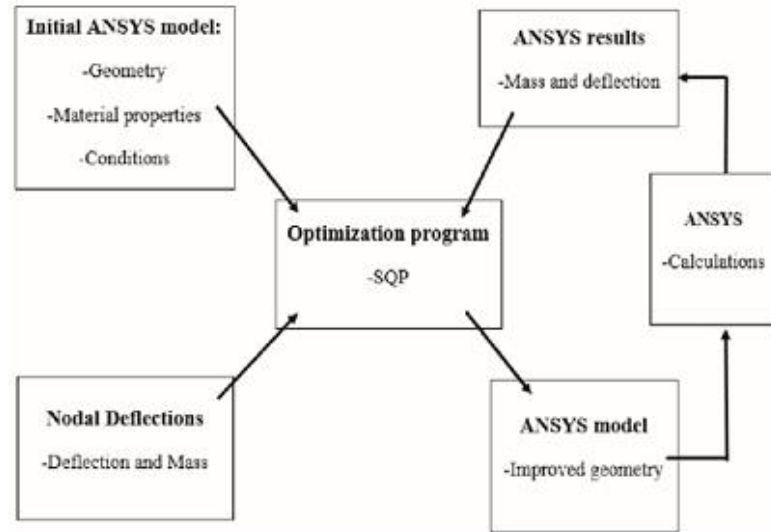 Initial ANSYS model:
-Geometry
-Material properties
-Conditions
ANSYS results
-Mass and deflection
Optimization program
-SQP
ANSYS
-Calculations
Nodal Deflections
-Deflection and Mass
ANSYS model
-Improved geometry